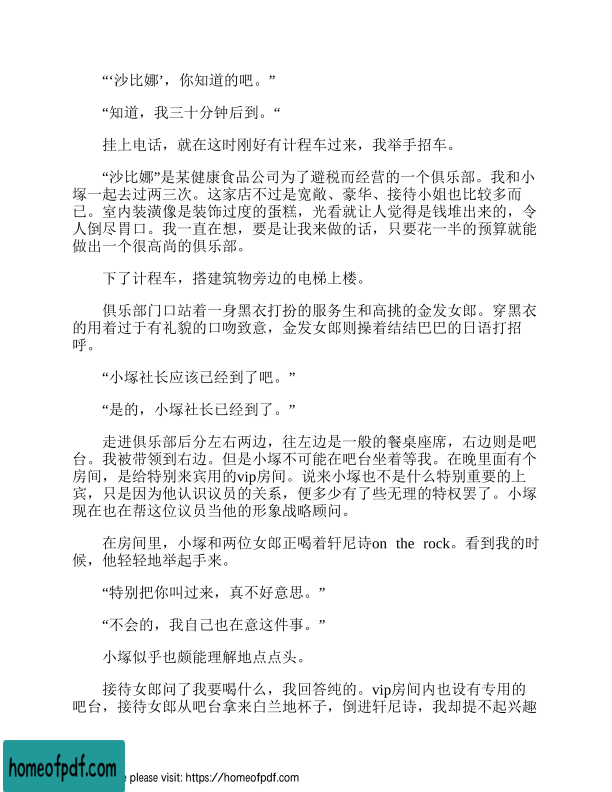 “‘沙比娜’，你知道的吧。”
“知道，我三十分钟后到。“
挂上电话，就在这时刚好有计程车过来，我举手招车。
“沙比娜”是某健康食品公司为了避税而经营的一个俱乐部。我和小
塚一起去过两三次。这家店不过是宽敞、豪华、接待小姐也比较多而
已。室内装潢像是装饰过度的蛋糕，光看就让人觉得是钱堆出来的，令
人倒尽胃口。我一直在想，要是让我来做的话，只要花一半的预算就能
做出一个很高尚的俱乐部。
下了计程车，搭建筑物旁边的电梯上楼。
俱乐部门口站着一身黑衣打扮的服务生和高挑的金发女郎。穿黑衣
的用着过于有礼貌的口吻致意，金发女郎则操着结结巴巴的日语打招
呼。
“小塚社长应该已经到了吧。”
“是的，小塚社长已经到了。”
走进俱乐部后分左右两边，往左边是一般的餐桌座席，右边则是吧
台。我被带领到右边。但是小塚不可能在吧台坐着等我。在晚里面有个
房间，是给特别来宾用的vip房间。说来小塚也不是什么特别重要的上
宾，只是因为他认识议员的关系，便多少有了些无理的特权罢了。小塚
现在也在帮这位议员当他的形象战略顾问。
在房间里，小塚和两位女郎正喝着轩尼诗on the rock。看到我的时
候，他轻轻地举起手来。
“特别把你叫过来，真不好意思。”
“不会的，我自己也在意这件事。”
小塚似乎也颇能理解地点点头。
接待女郎问了我要喝什么，我回答纯的。vip房间内也设有专用的
吧台，接待女郎从吧台拿来白兰地杯子，倒进轩尼诗，我却提不起兴趣
homeofpdf.com
e please visit: https://homeofpdf.com